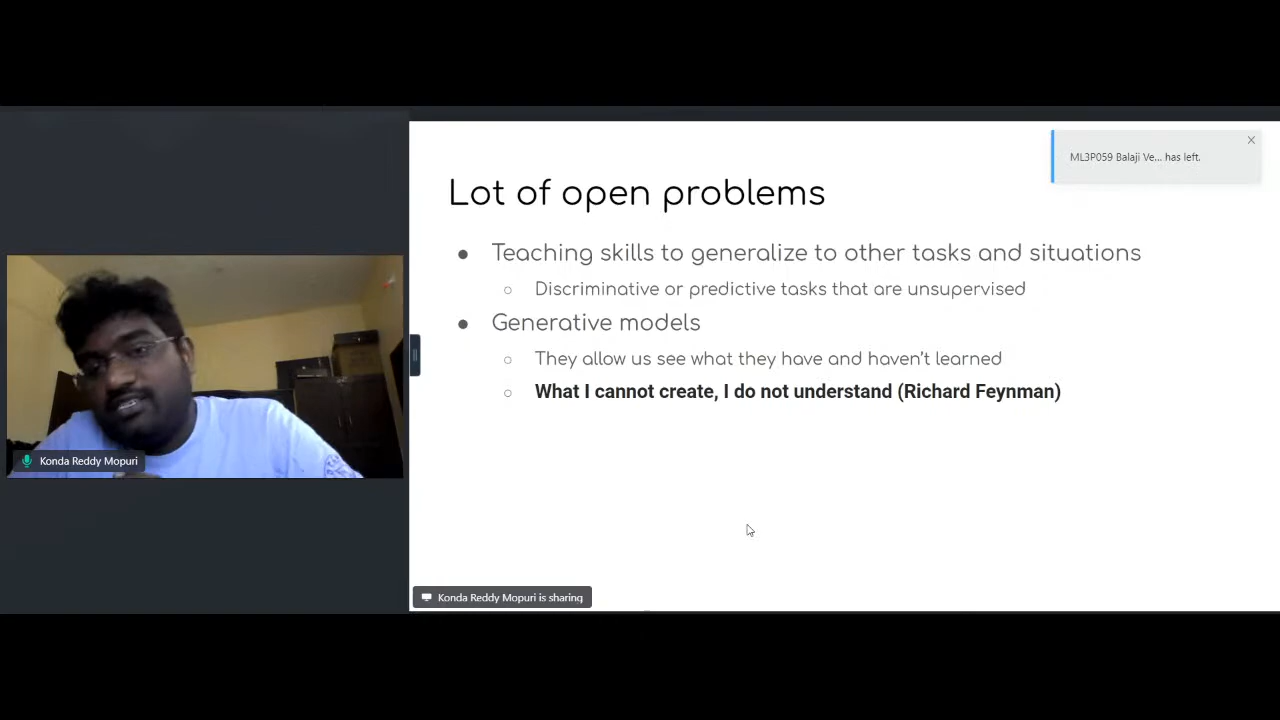 ML3P059 Balaji Ve... has left.
Lot of open problems
Teaching skills to generalize to other tasks and situations
Discriminative or predictive tasks that are unsupervised
Generative models
They allow us see what they have and haven't learned
What I cannot create, I do not understand (Richard Feynman)
Konda Reddy Mopuri
Konda Reddy Mopuri is sharing